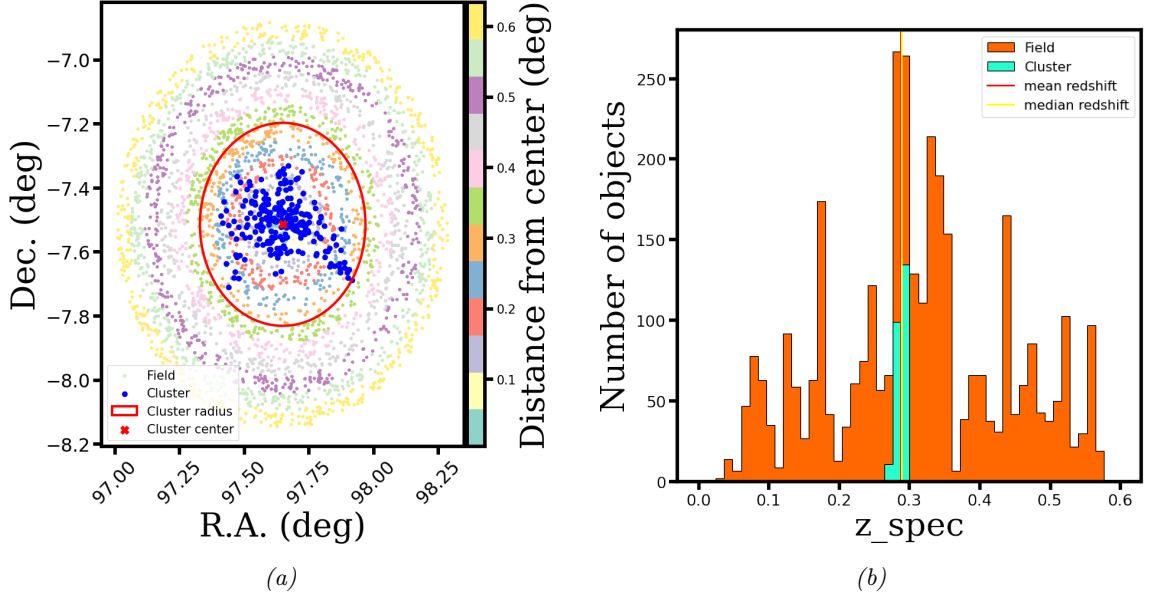 −7.0
−7.2
−7.4
−7.6
−7.8
−8.0
−8.2
Dec. (deg)
97.00
97.25
97.50
97.75
98.00
98.25
R.A. (deg)
Field
Cluster
Cluster radius
Cluster center
0.6
0.5
0.4
0.3
0.2
0.1
Distance from center (deg)
(a)
250
200
150
100
50
0
Number of objects
0.0
0.1
0.2
0.3
0.4
0.5
0.6
z_spec
Field
Cluster
mean redshift
median redshift
(b)